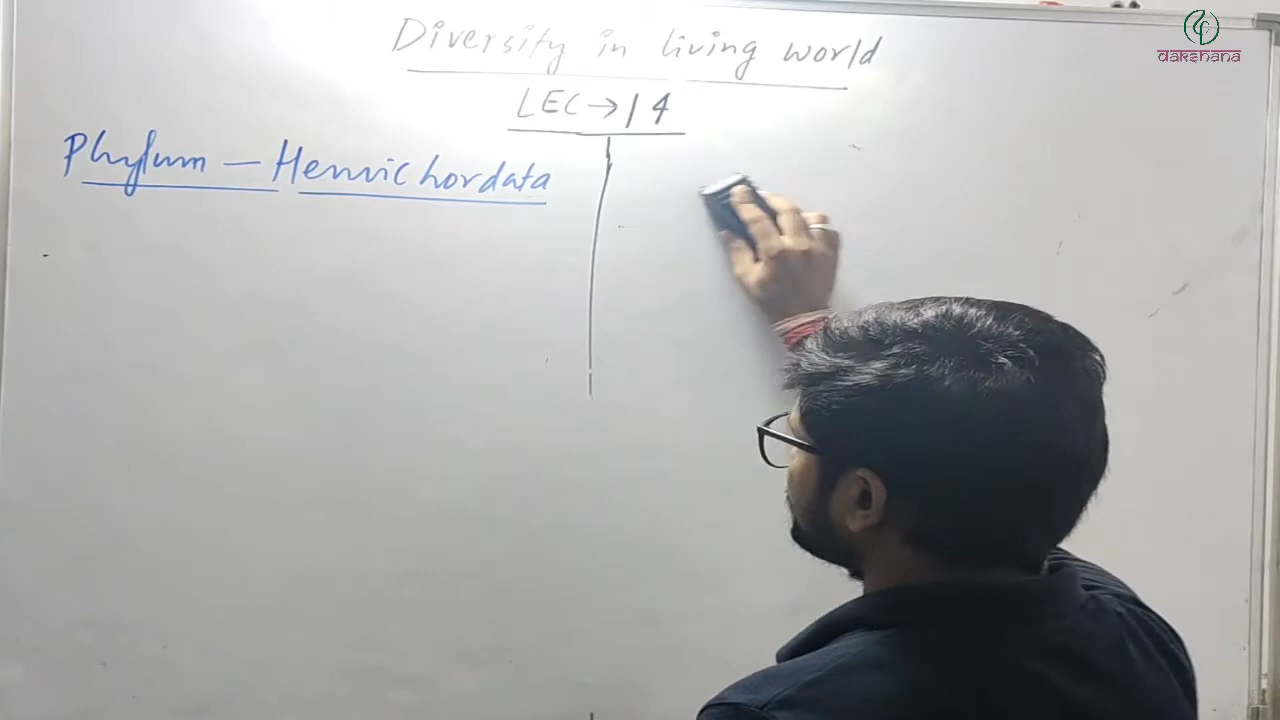 Diversity in living world
LEC → 14
Phylum - Hemichordata
dakshana